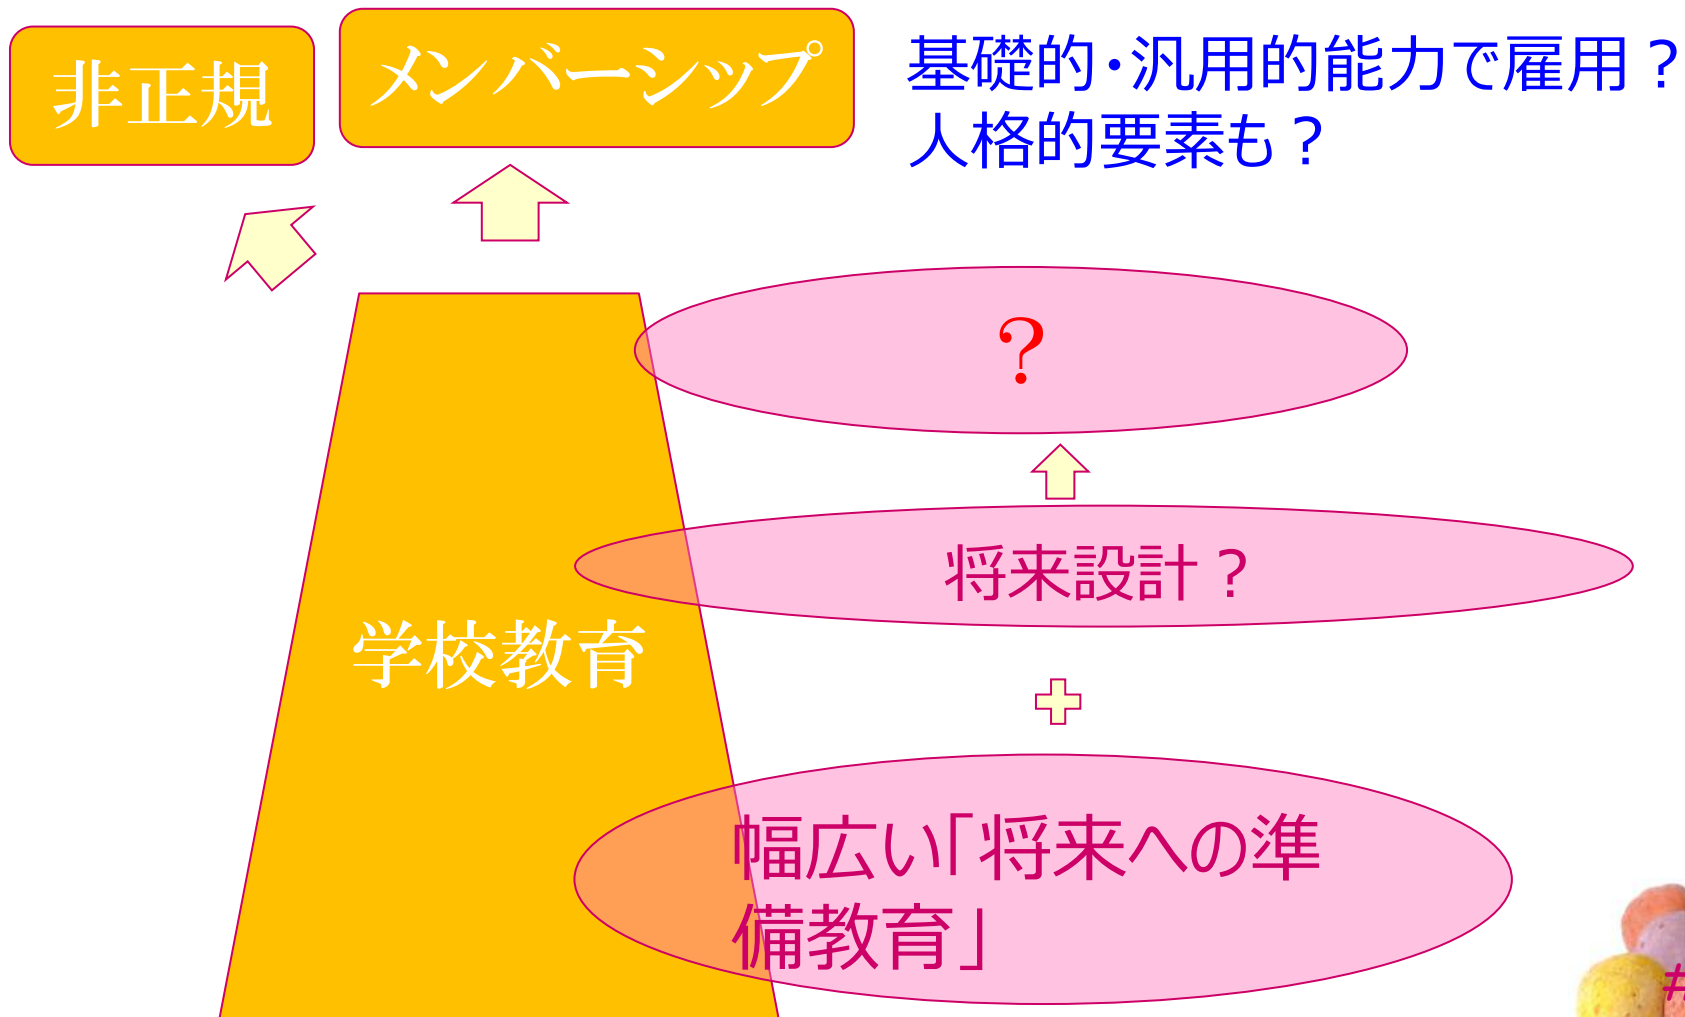 非正規
メンバーシップ
基礎的・汎用的能力で雇用？
人格的要素も？
？
将来設計？
学校教育
幅広い「将来への準
備教育」
#